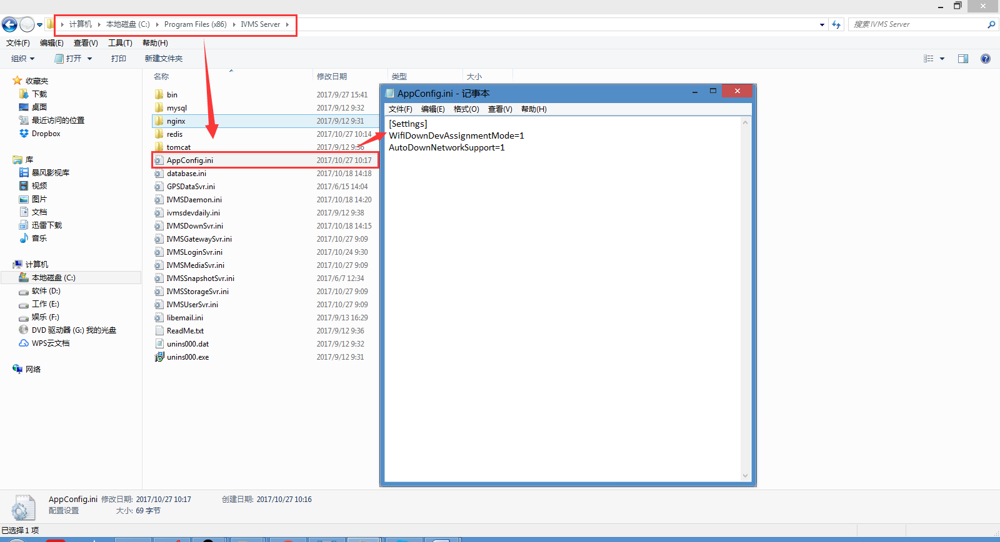 计算机 本地磁盘 (C:) Program Files (x86) IVMS Server
搜索 IVMS Server
文件(F) 编辑(E) 查看(V) 工具(T) 帮助(H)
组织 打开 打印 新建文件夹
收藏夹
下载
桌面
最近访问的位置
Dropbox
库
暴风影视库
视频
图片
文档
迅雷下载
音乐
计算机
本地磁盘 (C:)
软件 (D:)
工作 (E:)
娱乐 (F:)
DVD 驱动器 (G:) 我的光盘
WPS云文档
网络
名称 修改日期 类型 大小
bin 2017/9/27 15:41
mysql 2017/9/12 9:32
nginx 2017/9/12 9:31
redis 2017/10/27 10:14
tomcat 2017/9/12 9:36
AppConfig.ini 2017/10/27 10:17
database.ini 2017/10/18 14:18
GPSDataSvr.ini 2017/6/15 14:04
IVMSDaemon.ini 2017/10/18 14:20
ivmsdevdaily.ini 2017/9/12 9:38
IVMSDownSvr.ini 2017/10/18 14:15
IVMSGatewaySvr.ini 2017/10/27 9:09
IVMSLoginSvr.ini 2017/10/24 9:30
IVMSMediaSvr.ini 2017/10/27 9:09
IVMSSnapshotSvr.ini 2017/6/7 12:34
IVMSStorageSvr.ini 2017/10/27 9:09
IVMSUserSvr.ini 2017/10/27 9:09
libemail.ini 2017/9/13 16:29
ReadMe.txt 2017/9/12 9:36
unins000.dat 2017/9/12 9:32
unins000.exe 2017/9/12 9:31
AppConfig.ini - 记事本
文件(F) 编辑(E) 格式(O) 查看(V) 帮助(H)
[Settings]
WifiDownDevAssignmentMode=1
AutoDownNetworkSupport=1
AppConfig.ini 修改日期: 2017/10/27 10:17 创建日期: 2017/10/27 10:16
配置设置 大小: 69 字节
已选择 1 项